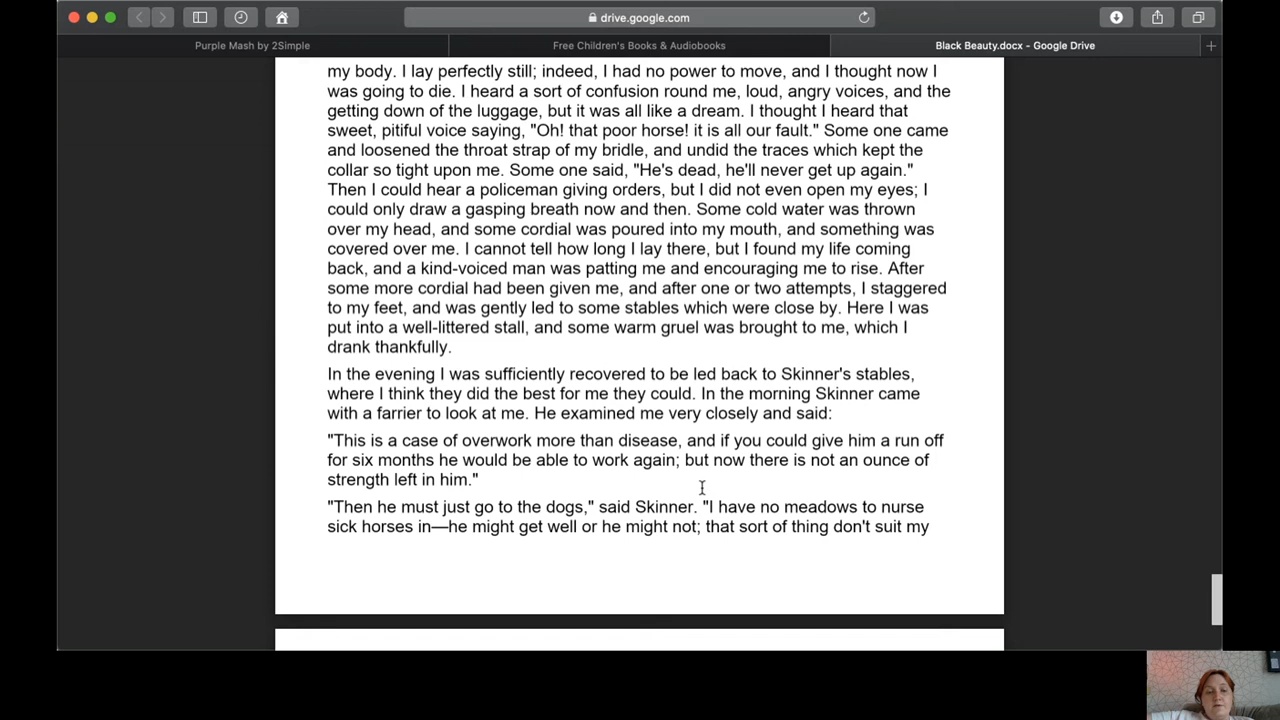 drive.google.com
Purple Mash by 2Simple
Free Children's Books & Audiobooks
Black Beauty.docx - Google Drive
my body. I lay perfectly still; indeed, I had no power to move, and I thought now I
was going to die. I heard a sort of confusion round me, loud, angry voices, and the
getting down of the luggage, but it was all like a dream. I thought I heard that
sweet, pitiful voice saying, "Oh! that poor horse! it is all our fault." Some one came
and loosened the throat strap of my bridle, and undid the traces which kept the
collar so tight upon me. Some one said, "He's dead, he'll never get up again."
Then I could hear a policeman giving orders, but I did not even open my eyes; I
could only draw a gasping breath now and then. Some cold water was thrown
over my head, and some cordial was poured into my mouth, and something was
covered over me. I cannot tell how long I lay there, but I found my life coming
back, and a kind-voiced man was patting me and encouraging me to rise. After
some more cordial had been given me, and after one or two attempts, I staggered
to my feet, and was gently led to some stables which were close by. Here I was
put into a well-littered stall, and some warm gruel was brought to me, which I
drank thankfully.
In the evening I was sufficiently recovered to be led back to Skinner's stables,
where I think they did the best for me they could. In the morning Skinner came
with a farrier to look at me. He examined me very closely and said:
"This is a case of overwork more than disease, and if you could give him a run off
for six months he would be able to work again; but now there is not an ounce of
strength left in him."
"Then he must just go to the dogs," said Skinner. "I have no meadows to nurse
sick horses in—he might get well or he might not; that sort of thing don't suit my